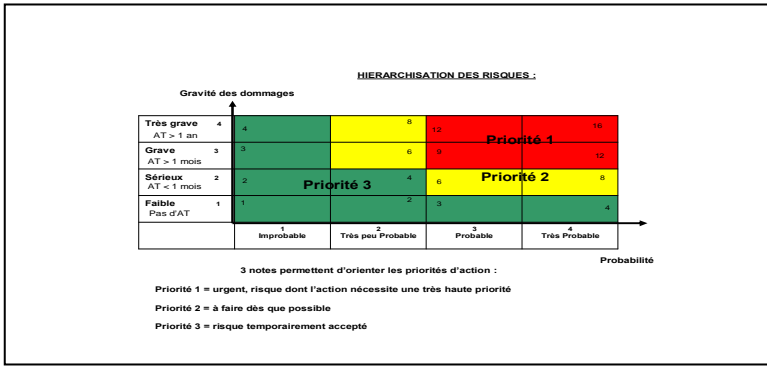 HIERARCHISATION DES RISQUES :
Gravité des dommages
Très grave 4
AT > 1 an
4
8
12
16
Priorité 1
Grave 3
AT > 1 mois
3
6
9
12
Sérieux 2
AT < 1 mois
2
Priorité 3
4
6
Priorité 2
8
Faible 1
Pas d'AT
1
2
3
4
1
Improbable
2
Très peu Probable
3
Probable
4
Très Probable
Probabilité
3 notes permettent d'orienter les priorités d'action :
Priorité 1 = urgent, risque dont l'action nécessite une très haute priorité
Priorité 2 = à faire dès que possible
Priorité 3 = risque temporairement accepté